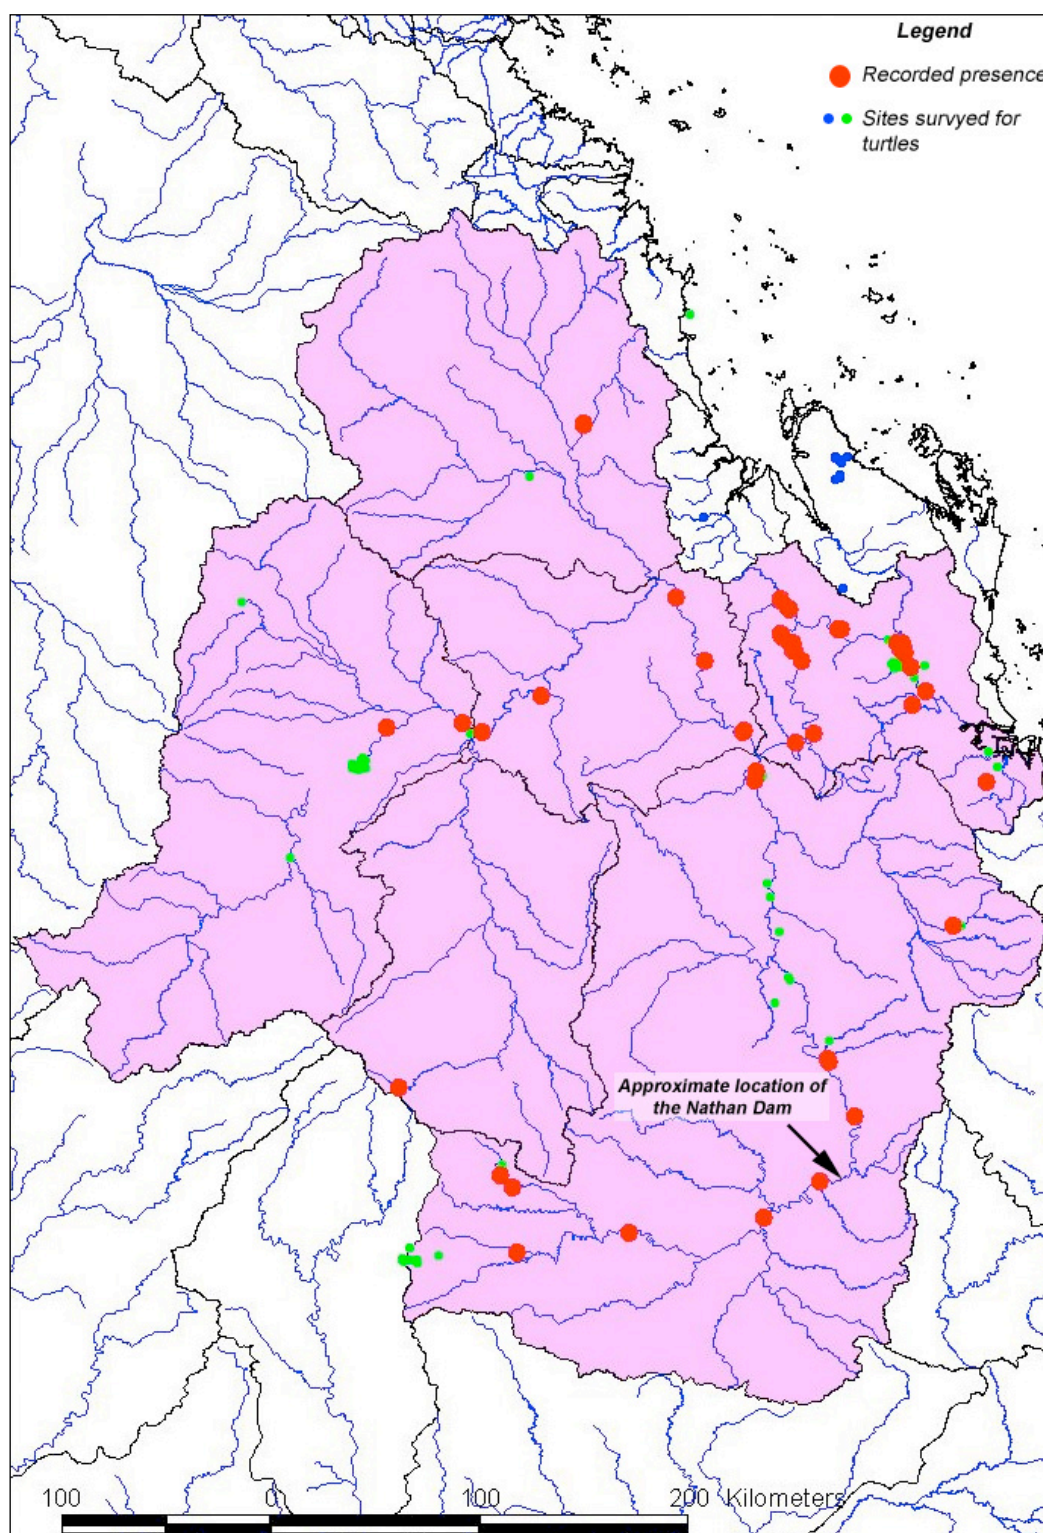 Legend
Recorded presence
Sites survyed for
turtles
Approximate location of
the Nathan Dam
100 0 100 200 Kilometers